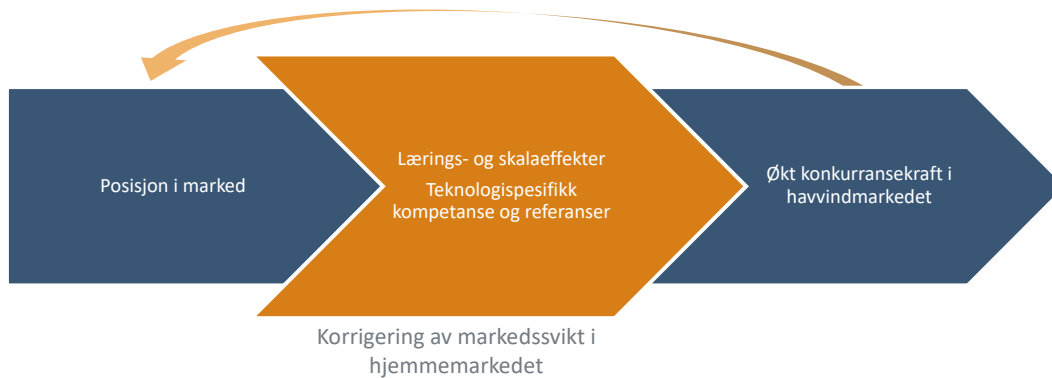 Posisjon i marked
Lærings- og skalaeffekter
Teknologispesifikk
kompetanse og referanser
Økt konkurransekraft i
havvindmarkedet
Korrigering av markedssvikt i
hjemmemarkedet